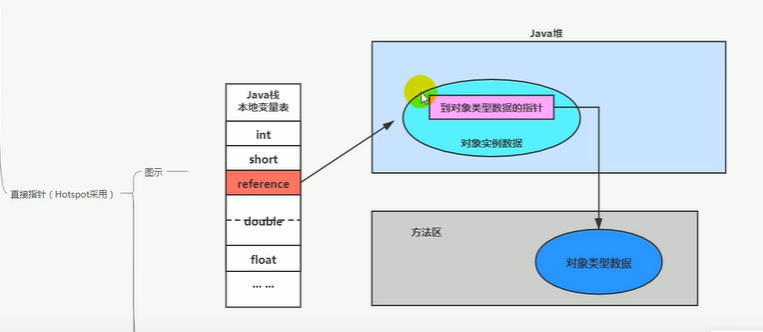 直接指针（Hotspot采用）
图示
Java栈
本地变量表
int
short
reference
double
float
... ...
Java堆
到对象类型数据的指针
对象实例数据
方法区
对象类型数据